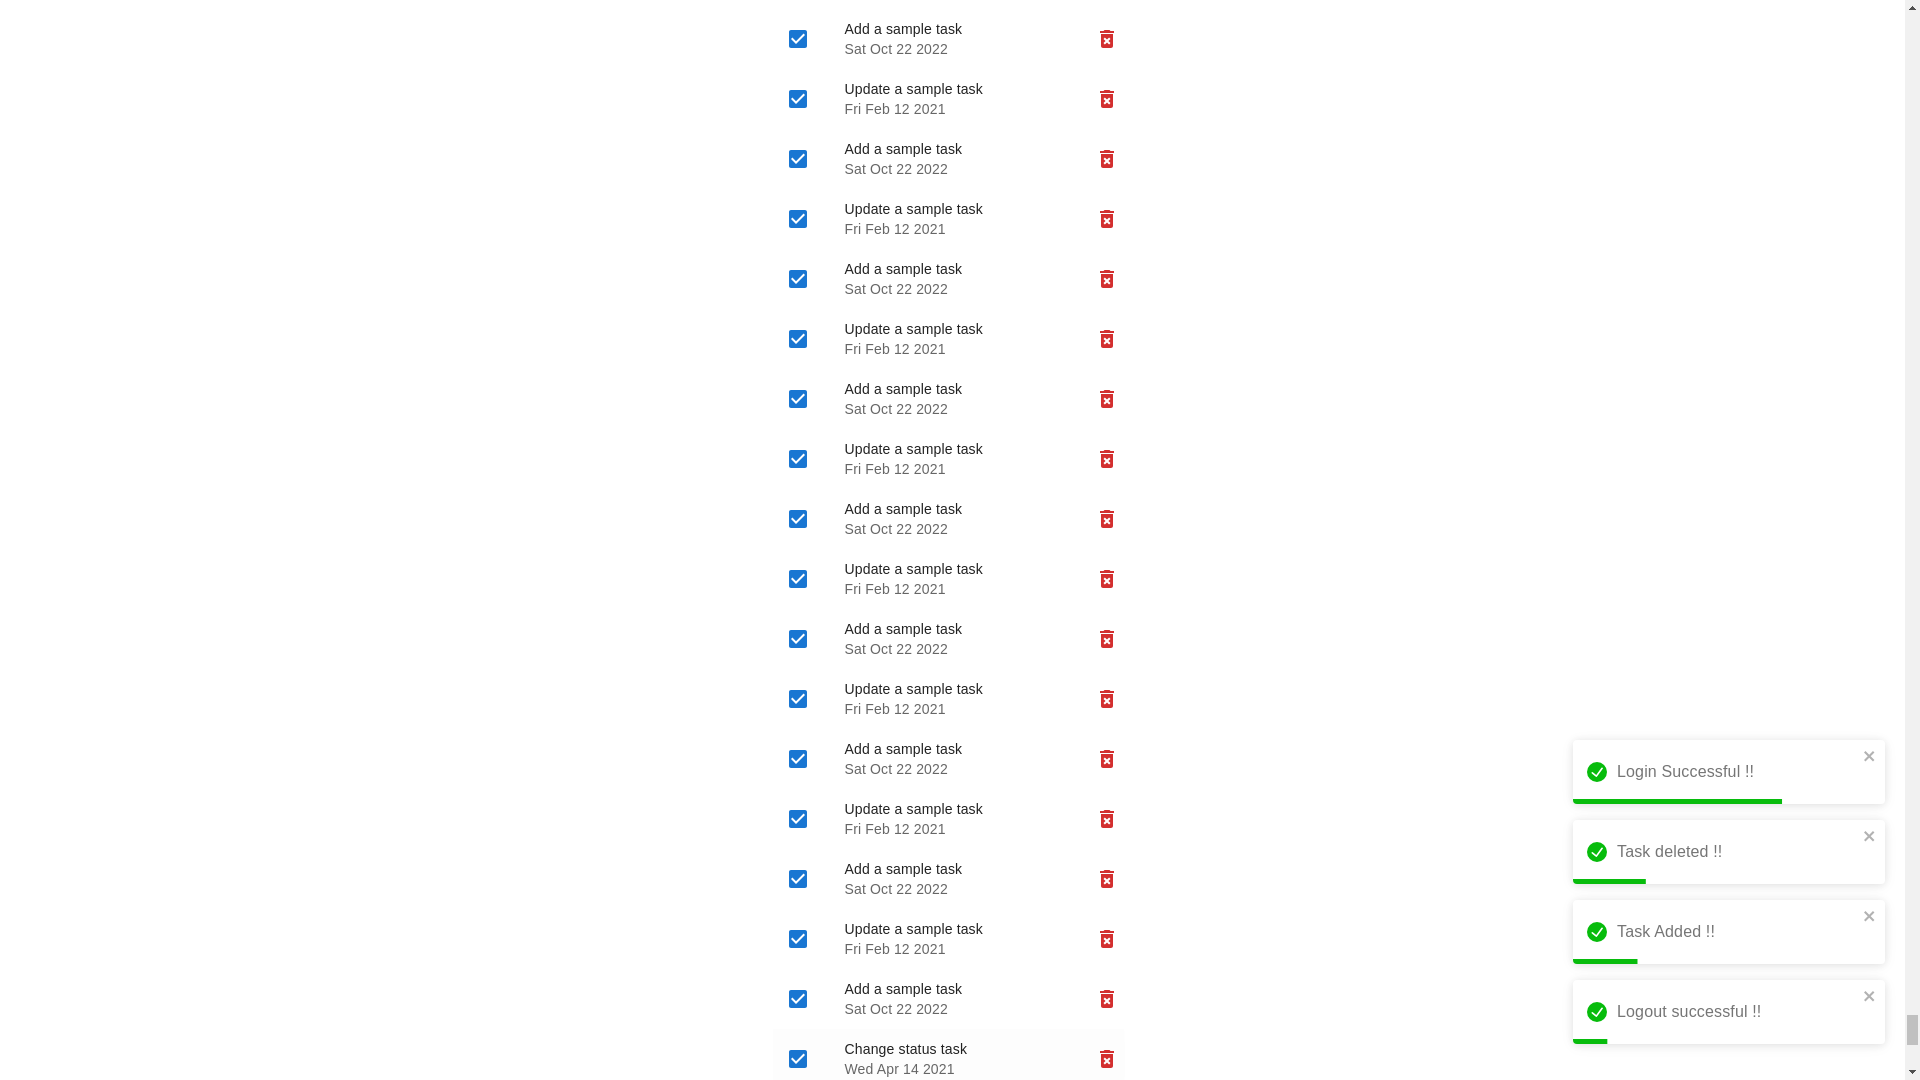 Add a sample task
Sat Oct 22 2022
Update a sample task
Fri Feb 12 2021
Add a sample task
Sat Oct 22 2022
Update a sample task
Fri Feb 12 2021
Add a sample task
Sat Oct 22 2022
Update a sample task
Fri Feb 12 2021
Add a sample task
Sat Oct 22 2022
Update a sample task
Fri Feb 12 2021
Add a sample task
Sat Oct 22 2022
Update a sample task
Fri Feb 12 2021
Add a sample task
Sat Oct 22 2022
Update a sample task
Fri Feb 12 2021
Add a sample task
Sat Oct 22 2022
Update a sample task
Fri Feb 12 2021
Add a sample task
Sat Oct 22 2022
Update a sample task
Fri Feb 12 2021
Add a sample task
Sat Oct 22 2022
Change status task
Wed Apr 14 2021
Login Successful !!
Task deleted !!
Task Added !!
Logout successful !!